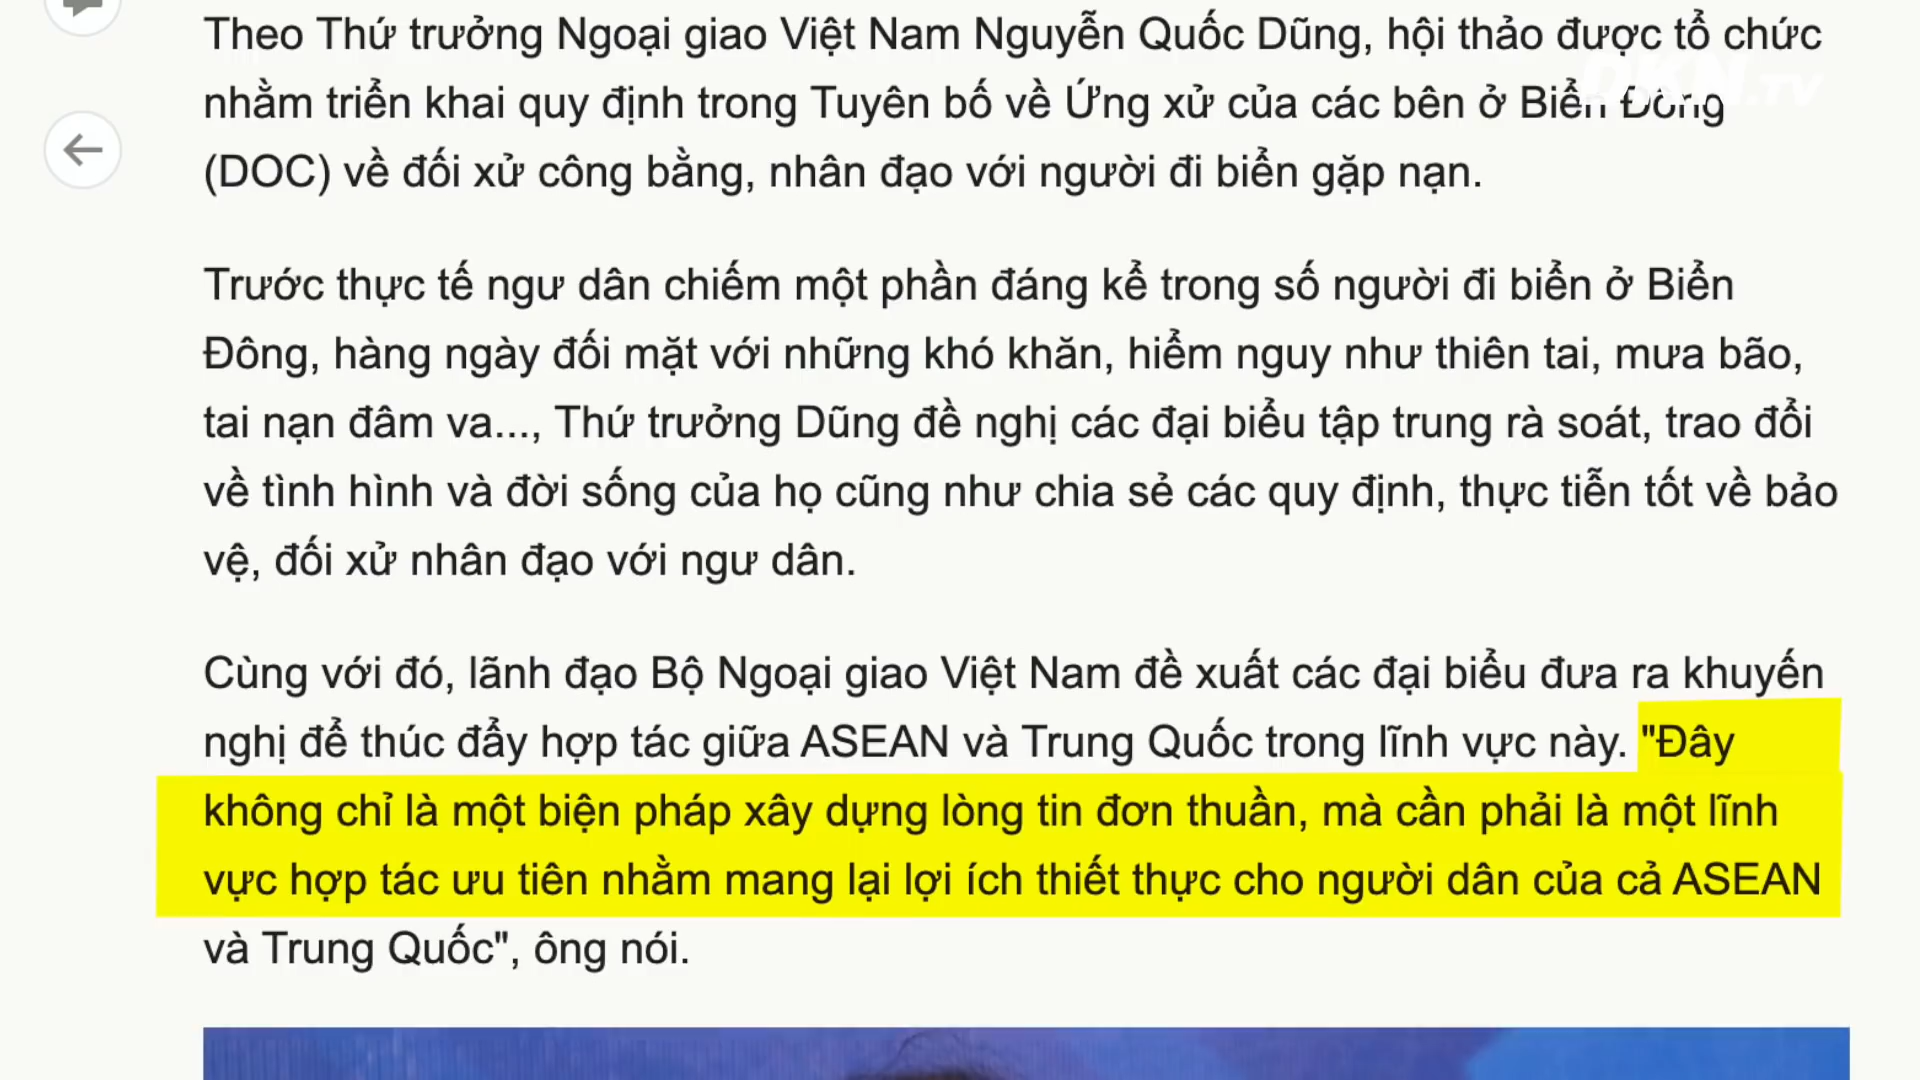 Theo Thứ trưởng Ngoại giao Việt Nam Nguyễn Quốc Dũng, hội thảo được tổ chức
DKN.TV
nhằm triển khai quy định trong Tuyên bố về Ứng xử của các bên ở Biển Đông
(DOC) về đối xử công bằng, nhân đạo với người đi biển gặp nạn.
Trước thực tế ngư dân chiếm một phần đáng kể trong số người đi biển ở Biển
Đông, hàng ngày đối mặt với những khó khăn, hiểm nguy như thiên tai, mưa bão,
tai nạn đâm va..., Thứ trưởng Dũng đề nghị các đại biểu tập trung rà soát, trao đổi
về tình hình và đời sống của họ cũng như chia sẻ các quy định, thực tiễn tốt về bảo
vệ, đối xử nhân đạo với ngư dân.
Cùng với đó, lãnh đạo Bộ Ngoại giao Việt Nam đề xuất các đại biểu đưa ra khuyến
nghị để thúc đẩy hợp tác giữa ASEAN và Trung Quốc trong lĩnh vực này. "Đây
không chỉ là một biện pháp xây dựng lòng tin đơn thuần, mà cần phải là một lĩnh
vực hợp tác ưu tiên nhằm mang lại lợi ích thiết thực cho người dân của cả ASEAN
và Trung Quốc", ông nói.